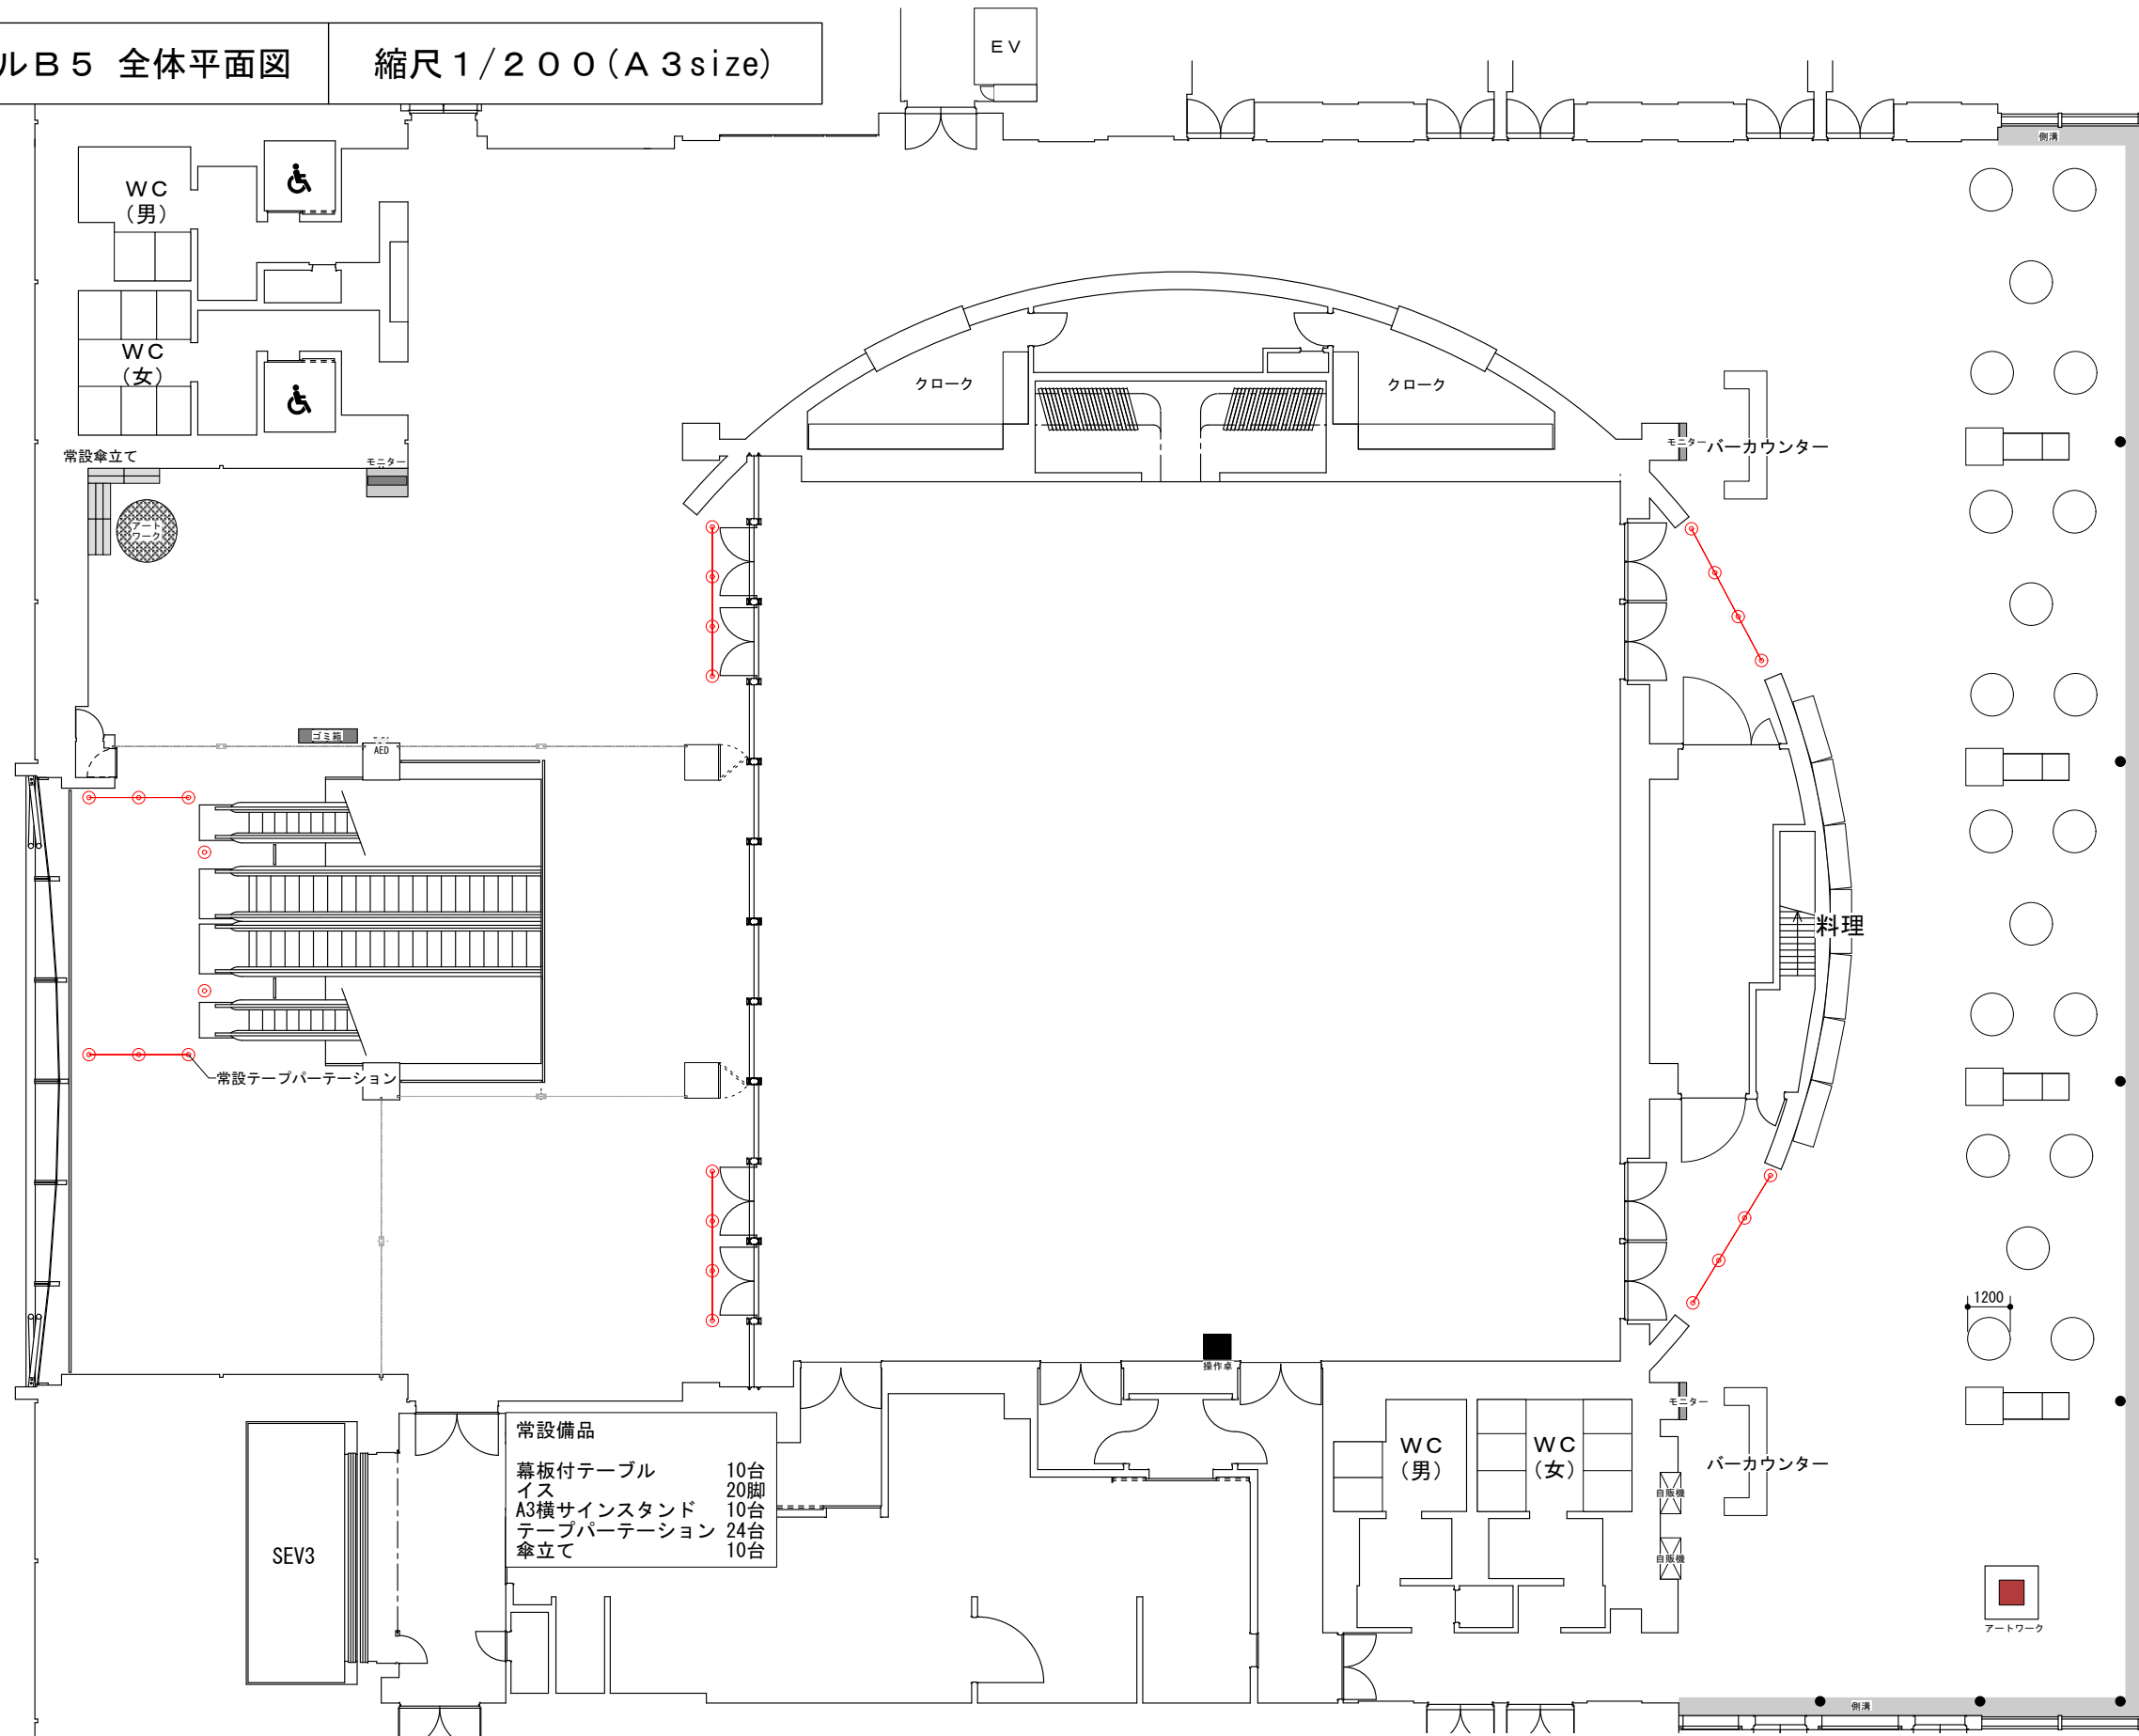 ルB5 全体平面図
縮尺1/200(A3size)
EV
側溝
WC
(男)
WC
(女)
クローク
クローク
常設傘立て
モニター
モニター
バーカウンター
アート
ワーク
ゴミ箱
AED
料理
常設テープパーテーション
1200
操作卓
モニター
常設備品
幕板付テーブル 10台
イス 20脚
A3横サインスタンド 10台
テープパーテーション 24台
傘立て 10台
WC
(男)
WC
(女)
バーカウンター
自販機
自販機
SEV3
アートワーク
側溝